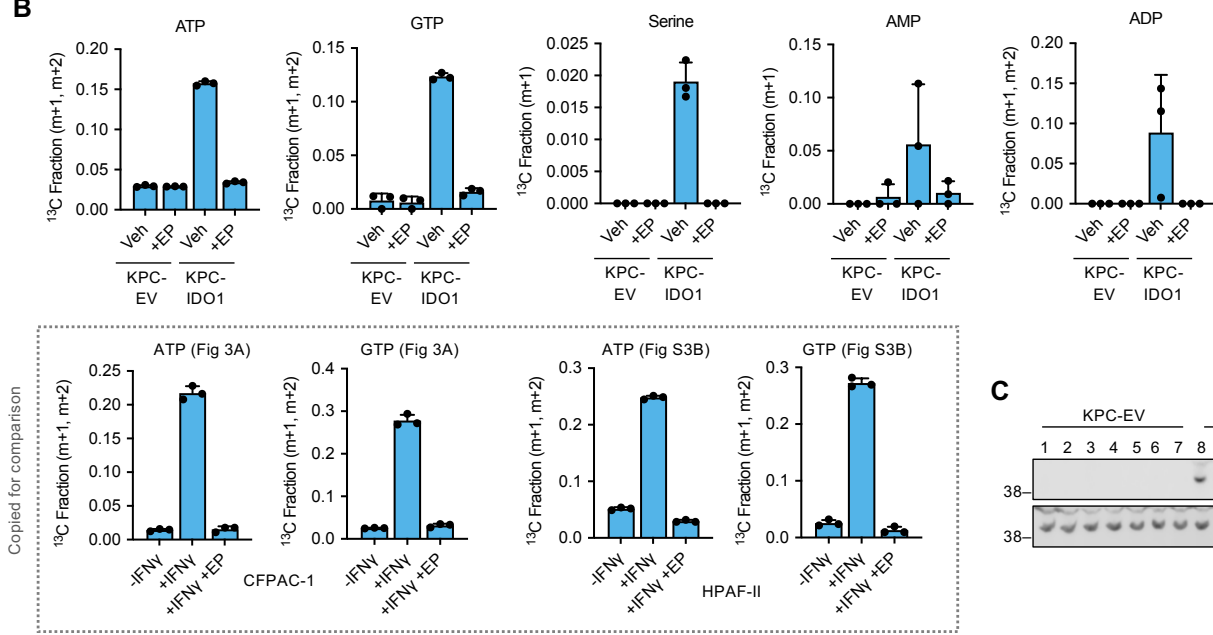 B
ATP
¹³C Fraction (m+1, m+2)
0.20
0.15
0.10
0.05
0.00
Veh
+EP
Veh
+EP
KPC-
EV
KPC-
IDO1
GTP
¹³C Fraction (m+1, m+2)
0.15
0.10
0.05
0.00
Veh
+EP
Veh
+EP
KPC-
EV
KPC-
IDO1
Serine
¹³C Fraction (m+1)
0.025
0.020
0.015
0.010
0.005
0.000
Veh
+EP
Veh
+EP
KPC-
EV
KPC-
IDO1
AMP
¹³C Fraction (m+1, m+2)
0.15
0.10
0.05
0.00
Veh
+EP
Veh
+EP
KPC-
EV
KPC-
IDO1
ADP
¹³C Fraction (m+1, m+2)
0.20
0.15
0.10
0.05
0.00
Veh
+EP
Veh
+EP
KPC-
EV
KPC-
IDO1
Copied for comparison
ATP (Fig 3A)
¹³C Fraction (m+1, m+2)
0.25
0.20
0.15
0.10
0.05
0.00
-IFNγ
+IFNγ
+IFNγ +EP
GTP (Fig 3A)
¹³C Fraction (m+1, m+2)
0.4
0.3
0.2
0.1
0.0
-IFNγ
+IFNγ
+IFNγ +EP
CFPAC-1
ATP (Fig S3B)
¹³C Fraction (m+1, m+2)
0.3
0.2
0.1
0.0
-IFNγ
+IFNγ
+IFNγ +EP
GTP (Fig S3B)
¹³C Fraction (m+1, m+2)
0.3
0.2
0.1
0.0
-IFNγ
+IFNγ
+IFNγ +EP
HPAF-II
C
KPC-EV
1 2 3 4 5 6 7 8
38–
38–